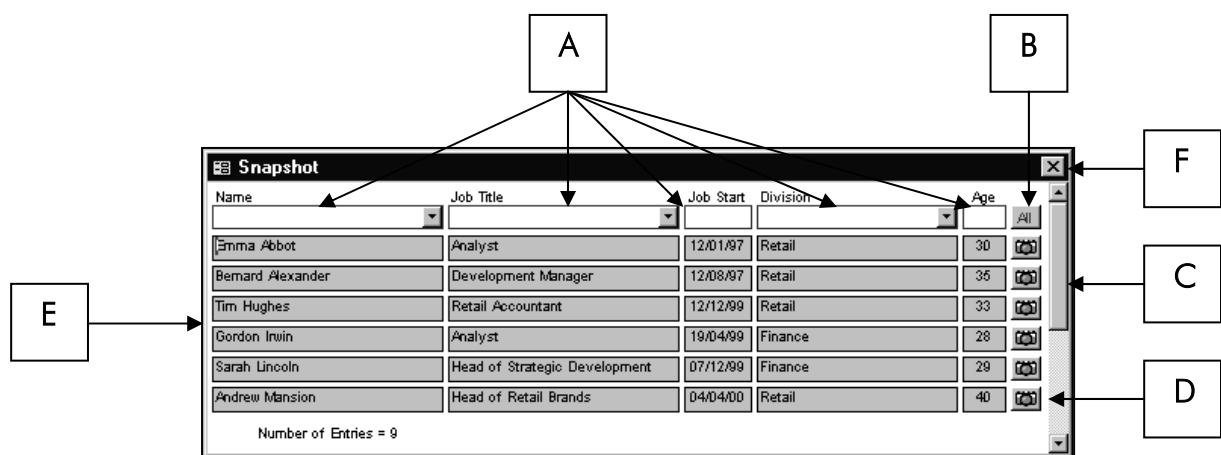 A B
F
Snapshot
Name Job Title Job Start Division Age
All
Emma Abbot Analyst 12/01/97 Retail 30
Bernard Alexander Development Manager 12/08/97 Retail 35
C
E
Tim Hughes Retail Accountant 12/12/99 Retail 33
Gordon Irwin Analyst 19/04/99 Finance 28
Sarah Lincoln Head of Strategic Development 07/12/99 Finance 29
D
Andrew Mansion Head of Retail Brands 04/04/00 Retail 40
Number of Entries = 9